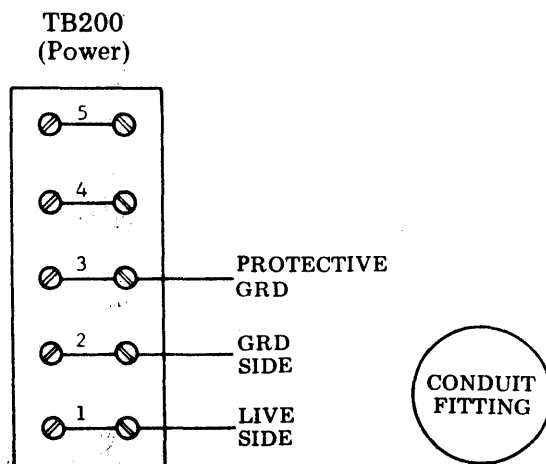 TB200
(Power)
5
4
3
PROTECTIVE
GRD
2
GRD
SIDE
1
LIVE
SIDE
CONDUIT
FITTING